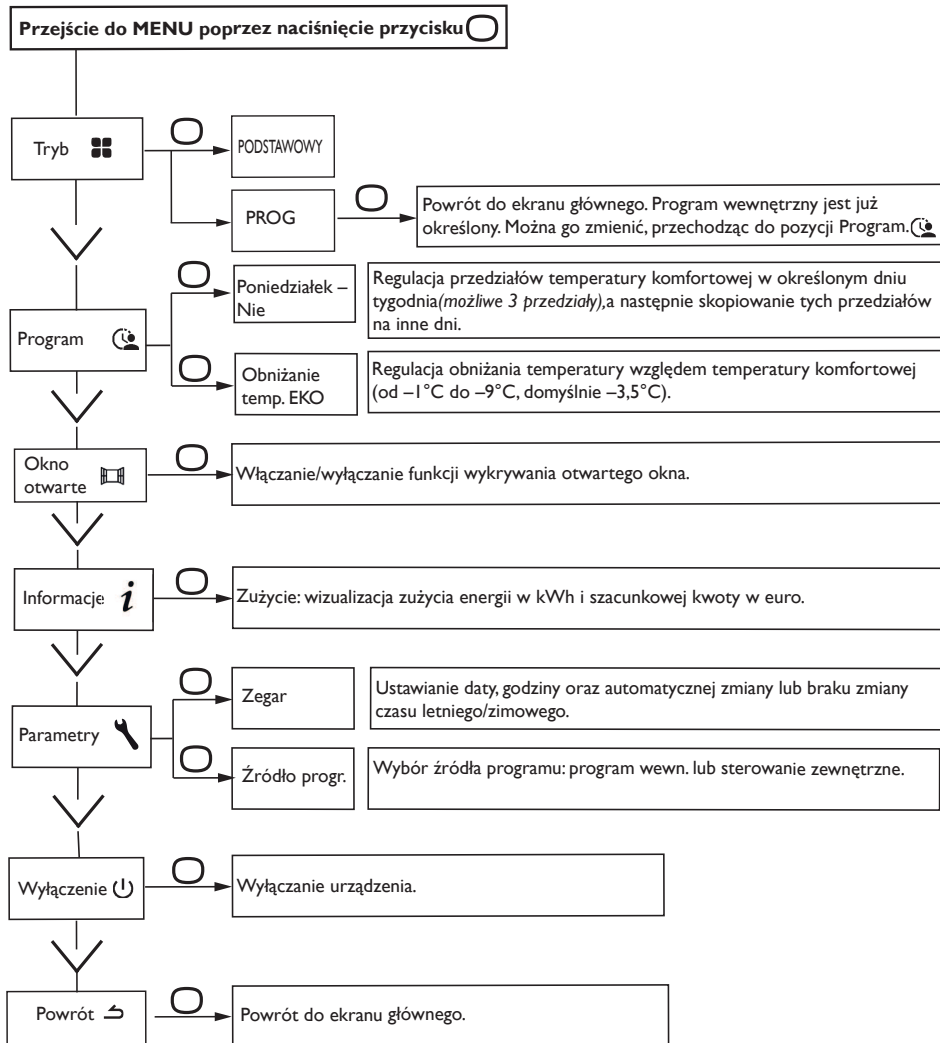 Przejście do MENU poprzez naciśnięcie przycisku
Tryb
PODSTAWOWY
PROG
Powrót do ekranu głównego. Program wewnętrzny jest już
określony. Można go zmienić, przechodząc do pozycji Program.
Program
Poniedziałek –
Nie
Regulacja przedziałów temperatury komfortowej w określonym dniu
tygodnia(możliwe 3 przedziały),a następnie skopiowanie tych przedziałów
na inne dni.
Obniżanie
temp. EKO
Regulacja obniżania temperatury względem temperatury komfortowej
(od –1°C do –9°C, domyślnie –3,5°C).
Okno
otwarte
Włączanie/wyłączanie funkcji wykrywania otwartego okna.
Informacje
i
Zużycie: wizualizacja zużycia energii w kWh i szacunkowej kwoty w euro.
Parametry
Zegar
Ustawianie daty, godziny oraz automatycznej zmiany lub braku zmiany
czasu letniego/zimowego.
Źródło progr.
Wybór źródła programu: program wewn. lub sterowanie zewnętrzne.
Wyłączenie
Wyłączanie urządzenia.
Powrót
Powrót do ekranu głównego.